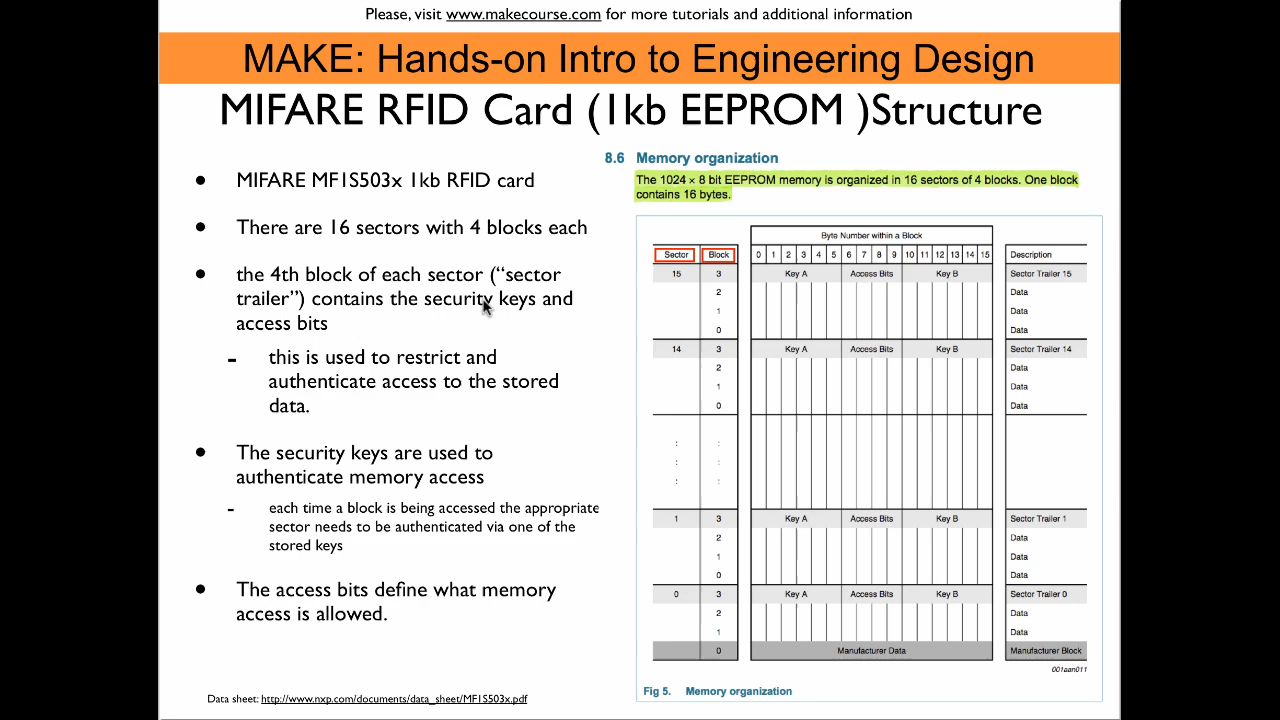 Please, visit www.makecourse.com for more tutorials and additional information
MAKE: Hands-on Intro to Engineering Design
MIFARE RFID Card (1kb EEPROM )Structure
• MIFARE MF1S503x 1kb RFID card
• There are 16 sectors with 4 blocks each
• the 4th block of each sector (“sector
trailer”) contains the security keys and
access bits
- this is used to restrict and
authenticate access to the stored
data.
• The security keys are used to
authenticate memory access
- each time a block is being accessed the appropriate
sector needs to be authenticated via one of the
stored keys
• The access bits define what memory
access is allowed.
Data sheet: http://www.nxp.com/documents/data_sheet/MF1S503x.pdf
8.6 Memory organization
The 1024 × 8 bit EEPROM memory is organized in 16 sectors of 4 blocks. One block
contains 16 bytes.
Byte Number within a Block
Sector Block 0 1 2 3 4 5 6 7 8 9 10 11 12 13 14 15 Description
15 3 Key A Access Bits Key B Sector Trailer 15
2 Data
1 Data
0 Data
14 3 Key A Access Bits Key B Sector Trailer 14
2 Data
1 Data
0 Data
: :
: :
: :
1 3 Key A Access Bits Key B Sector Trailer 1
2 Data
1 Data
0 Data
0 3 Key A Access Bits Key B Sector Trailer 0
2 Data
1 Data
0 Manufacturer Data Manufacturer Block
001aan011
Fig 5. Memory organization